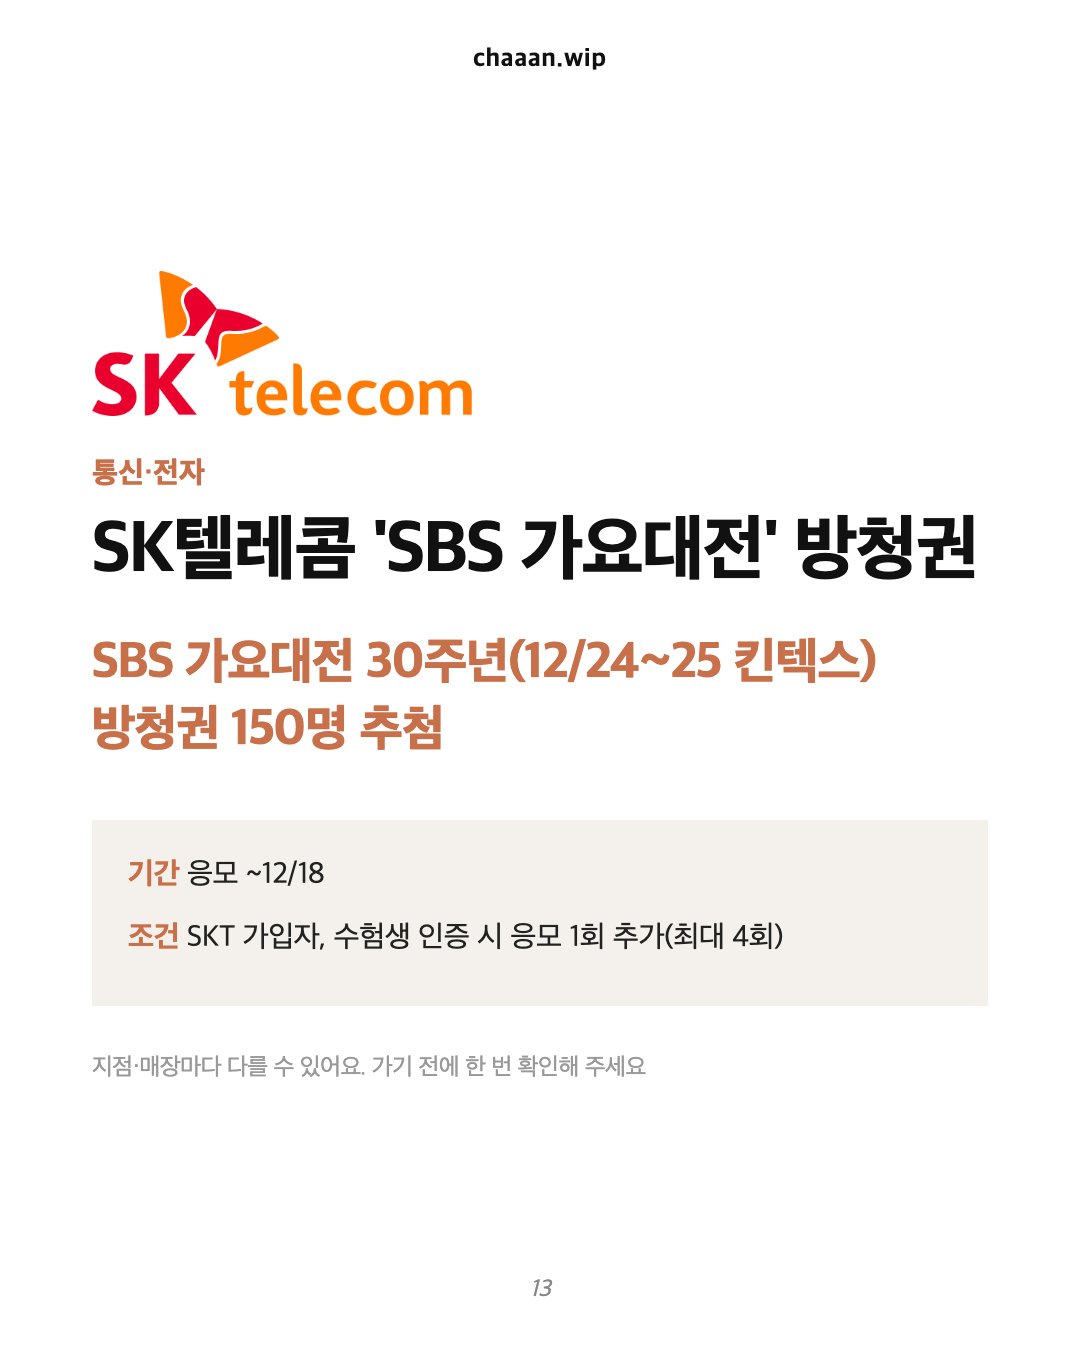 chaaan.wip
SK telecom
통신·전자
SK텔레콤 'SBS 가요대전' 방청권
SBS 가요대전 30주년(12/24~25 킨텍스)
방청권 150명 추첨
기간 응모 ~12/18
조건 SKT 가입자, 수험생 인증 시 응모 1회 추가(최대 4회)
지점·매장마다 다를 수 있어요. 가기 전에 한 번 확인해 주세요
13